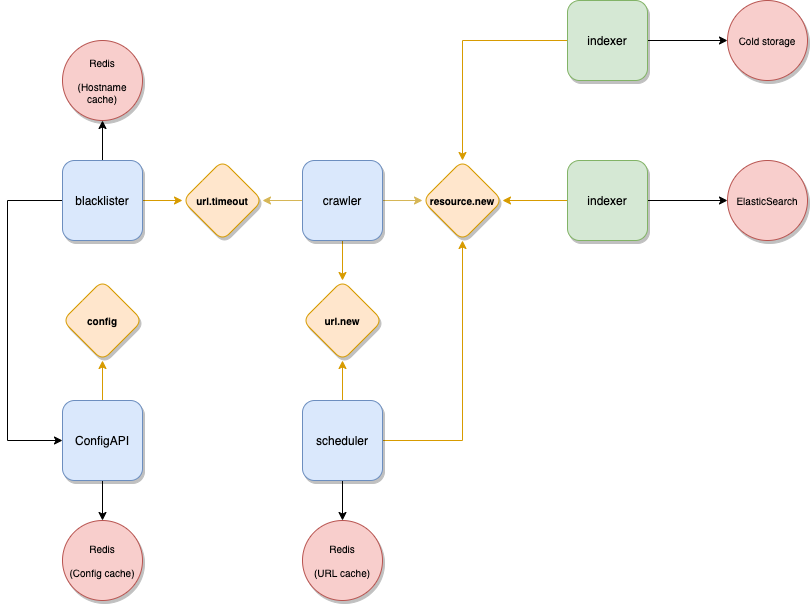 indexer
Cold storage
Redis
(Hostname
cache)
blacklister
url.timeout
crawler
resource.new
indexer
ElasticSearch
config
url.new
ConfigAPI
scheduler
Redis
(Config cache)
Redis
(URL cache)